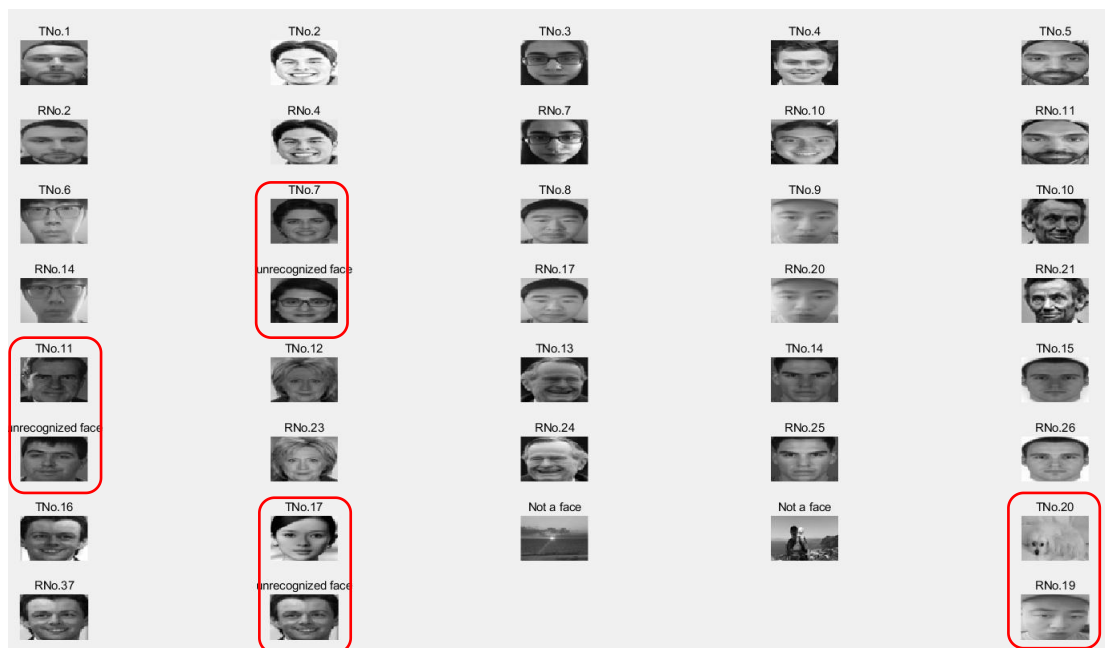 TNo.1 TNo.2 TNo.3 TNo.4 TNo.5
RNo.2 RNo.4 RNo.7 RNo.10 RNo.11
TNo.6 TNo.7 TNo.8 TNo.9 TNo.10
RNo.14 unrecognized face RNo.17 RNo.20 RNo.21
TNo.11 TNo.12 TNo.13 TNo.14 TNo.15
unrecognized face RNo.23 RNo.24 RNo.25 RNo.26
TNo.16 TNo.17 Not a face Not a face TNo.20
RNo.37 unrecognized face RNo.19